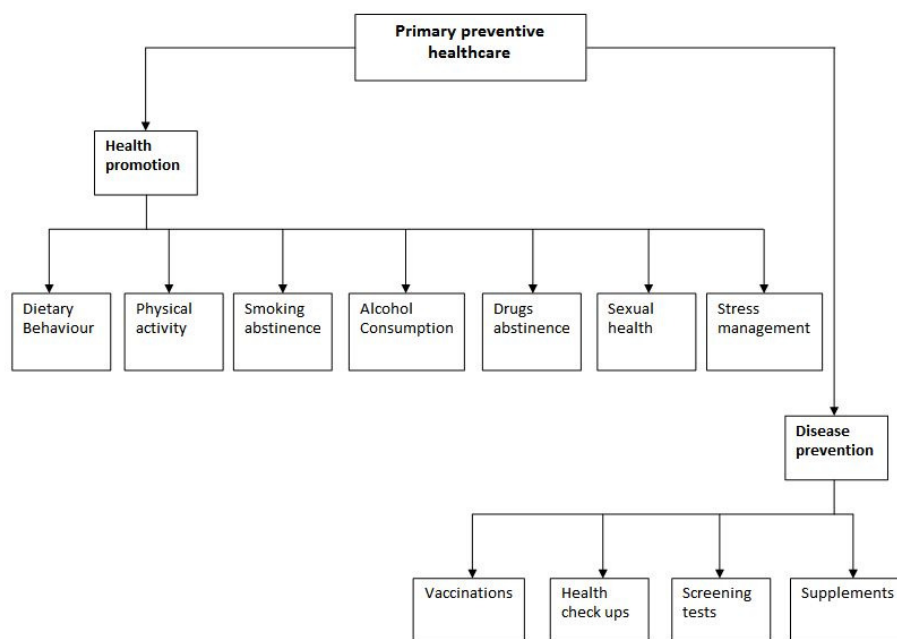 Primary preventive
healthcare
Health
promotion
Dietary
Behaviour
Physical
activity
Smoking
abstinence
Alcohol
Consumption
Drugs
abstinence
Sexual
health
Stress
management
Disease
prevention
Vaccinations
Health
check ups
Screening
tests
Supplements